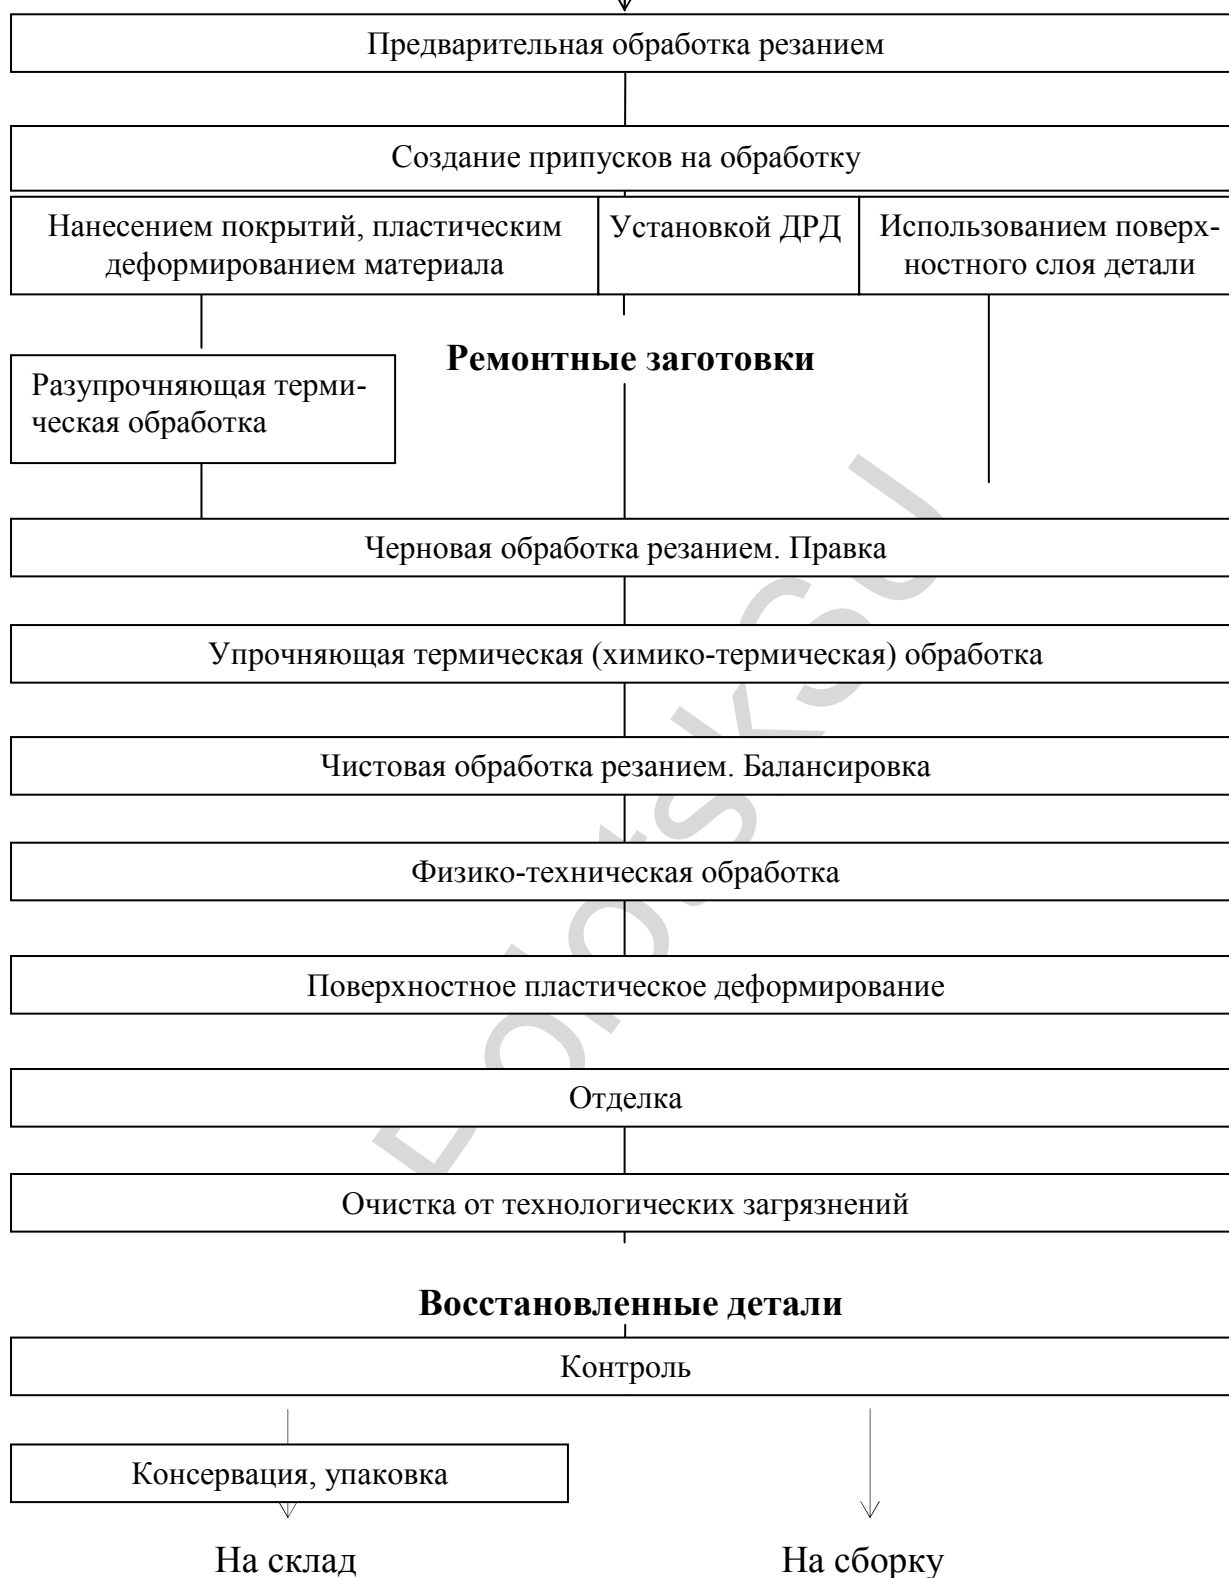 Предварительная обработка резанием
Создание припусков на обработку
Нанесением покрытий, пластическим
деформированием материала
Установкой ДРД
Использованием поверх-
ностного слоя детали
Ремонтные заготовки
Разупрочняющая терми-
ческая обработка
Черновая обработка резанием. Правка
Упрочняющая термическая (химико-термическая) обработка
Чистовая обработка резанием. Балансировка
Физико-техническая обработка
Поверхностное пластическое деформирование
Отделка
Очистка от технологических загрязнений
Восстановленные детали
Контроль
Консервация, упаковка
На склад
На сборку
PolotskSU